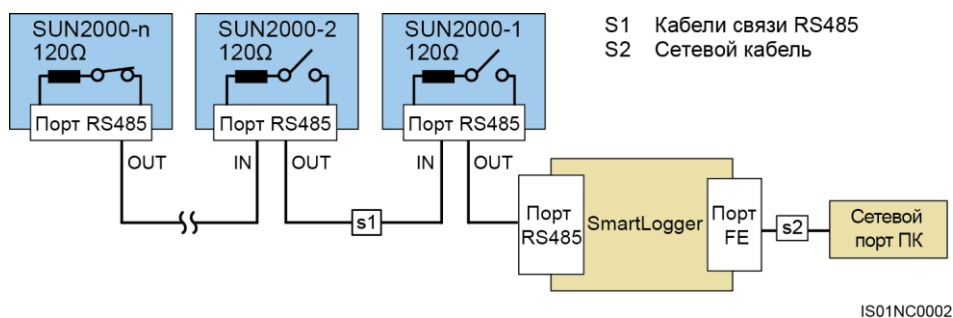 SUN2000-n
120Ω
Порт RS485
SUN2000-2
120Ω
Порт RS485
SUN2000-1
120Ω
Порт RS485
S1 Кабели связи RS485
S2 Сетевой кабель
OUT
IN
OUT
IN
OUT
s1
Порт
RS485
SmartLogger
Порт
FE
s2
Сетевой
порт ПК
IS01NC0002